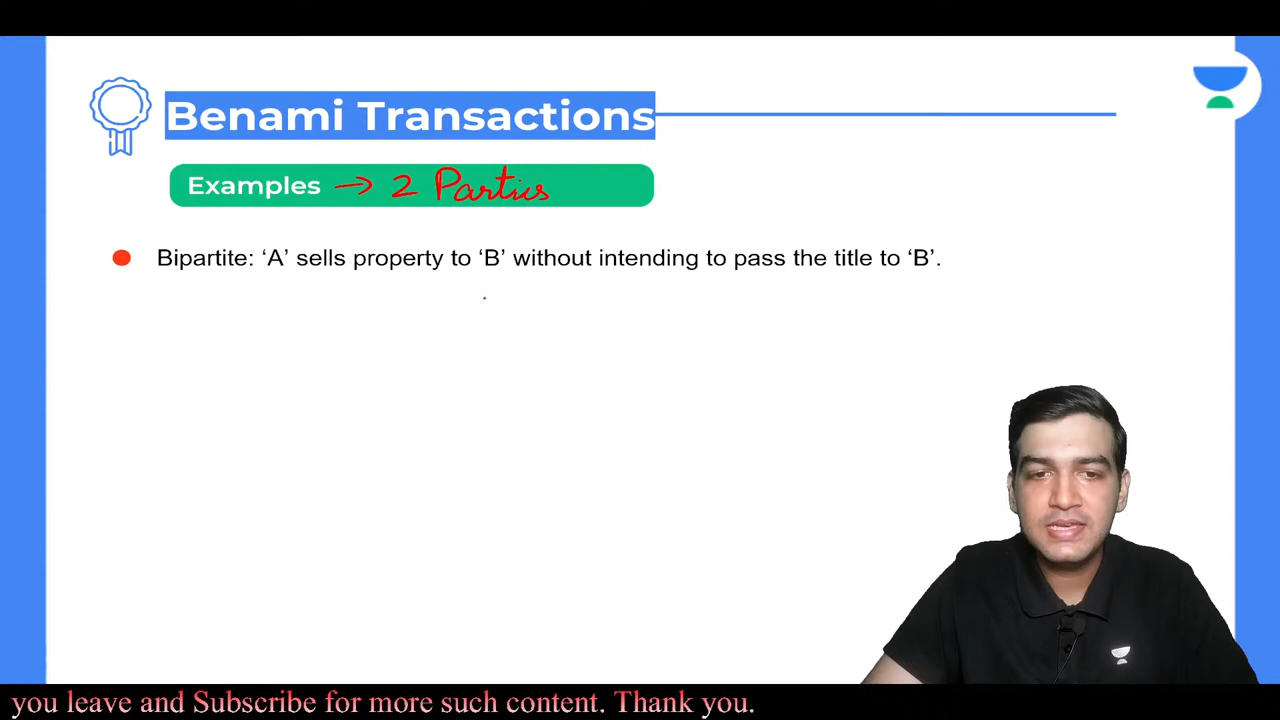 Benami Transactions
Examples → 2 Parties
Bipartite: ‘A’ sells property to ‘B’ without intending to pass the title to ‘B’.
you leave and Subscribe for more such content. Thank you.